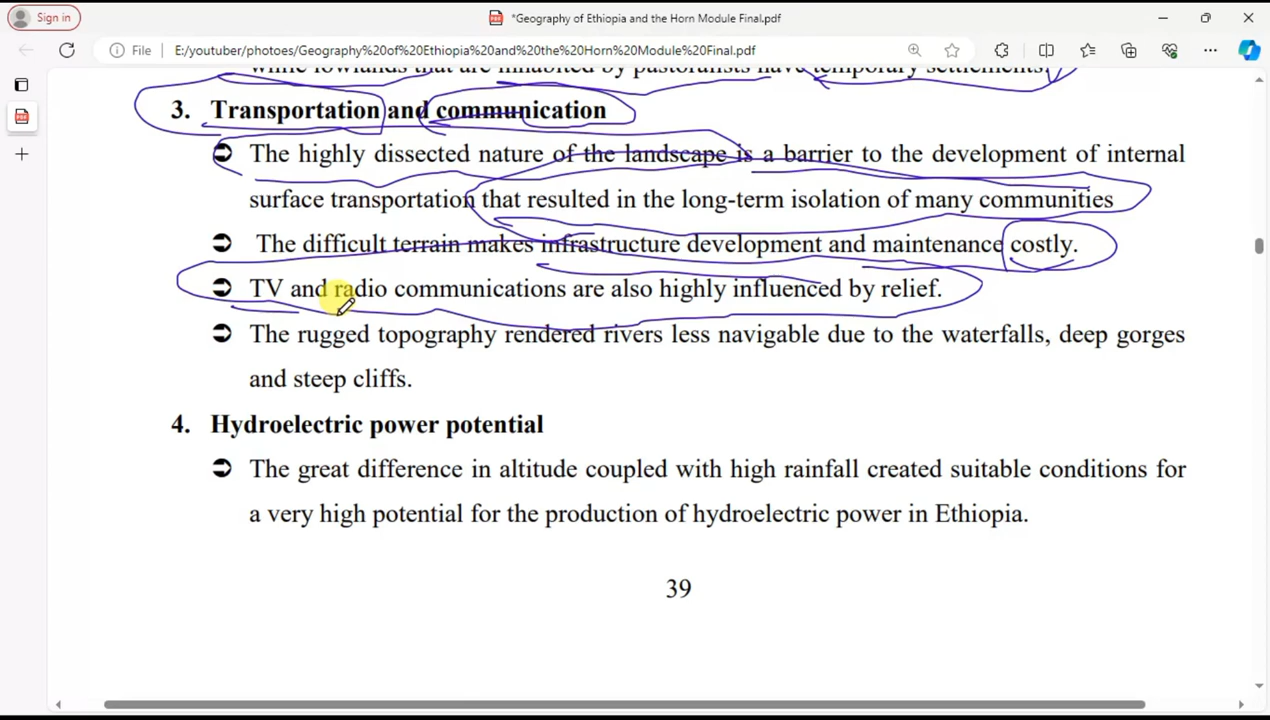 Sign in
*Geography of Ethiopia and the Horn Module Final.pdf
File E:/youtuber/photoes/Geography%20of%20Ethiopia%20and%20the%20Horn%20Module%20Final.pdf
while lowlands that are inhabited by pastoralists have temporary settlements.
3. Transportation and communication
➲ The highly dissected nature of the landscape is a barrier to the development of internal
surface transportation that resulted in the long-term isolation of many communities
➲ The difficult terrain makes infrastructure development and maintenance costly.
➲ TV and radio communications are also highly influenced by relief.
➲ The rugged topography rendered rivers less navigable due to the waterfalls, deep gorges
and steep cliffs.
4. Hydroelectric power potential
➲ The great difference in altitude coupled with high rainfall created suitable conditions for
a very high potential for the production of hydroelectric power in Ethiopia.
39